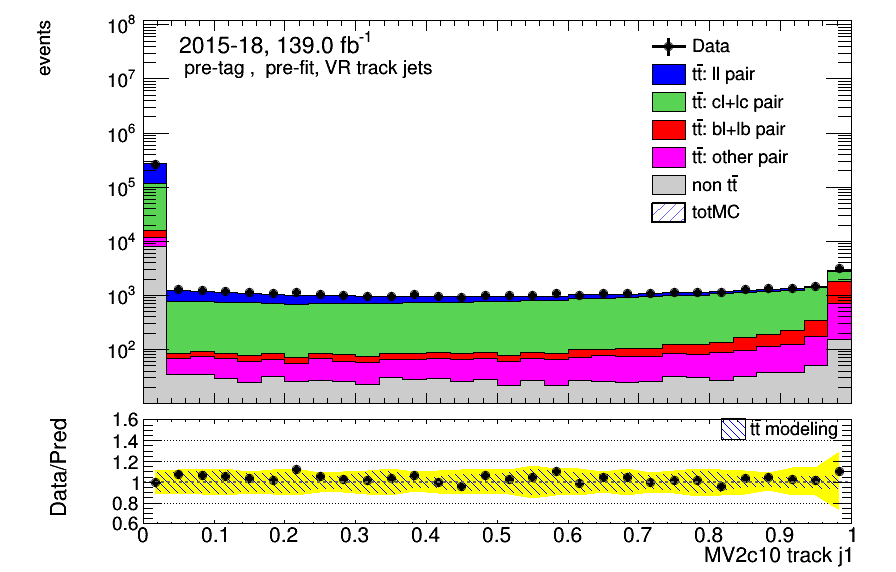 events
10⁸
10⁷
10⁶
10⁵
10⁴
10³
10²
2015-18, 139.0 fb⁻¹
pre-tag , pre-fit, VR track jets
Data
tt̄: ll pair
tt̄: cl+lc pair
tt̄: bl+lb pair
tt̄: other pair
non tt̄
totMC
Data/Pred
1.6
1.4
1.2
1
0.8
0.6
tt̄ modeling
0 0.1 0.2 0.3 0.4 0.5 0.6 0.7 0.8 0.9 1
MV2c10 track j1